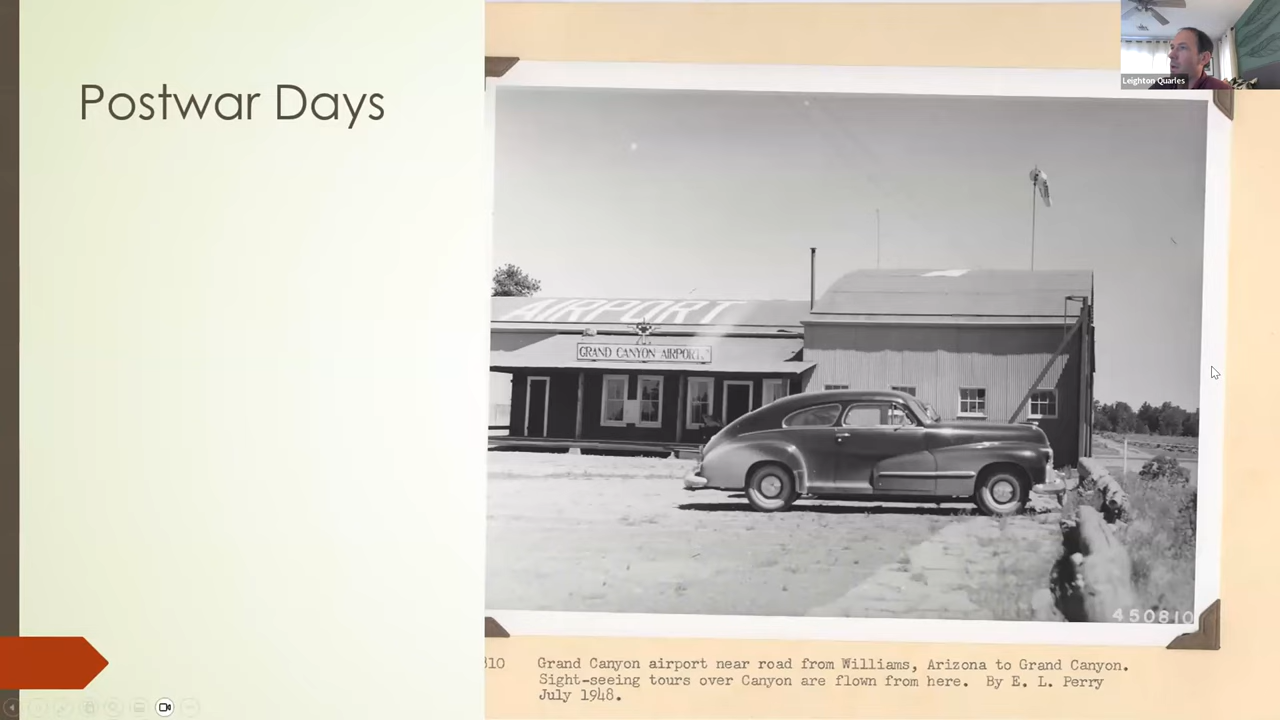 Postwar Days
Leighton Quarles
AIRPORT
GRAND CANYON AIRPORT
450810
10 Grand Canyon airport near road from Williams, Arizona to Grand Canyon.
Sight-seeing tours over Canyon are flown from here. By E. L. Perry
July 1948.